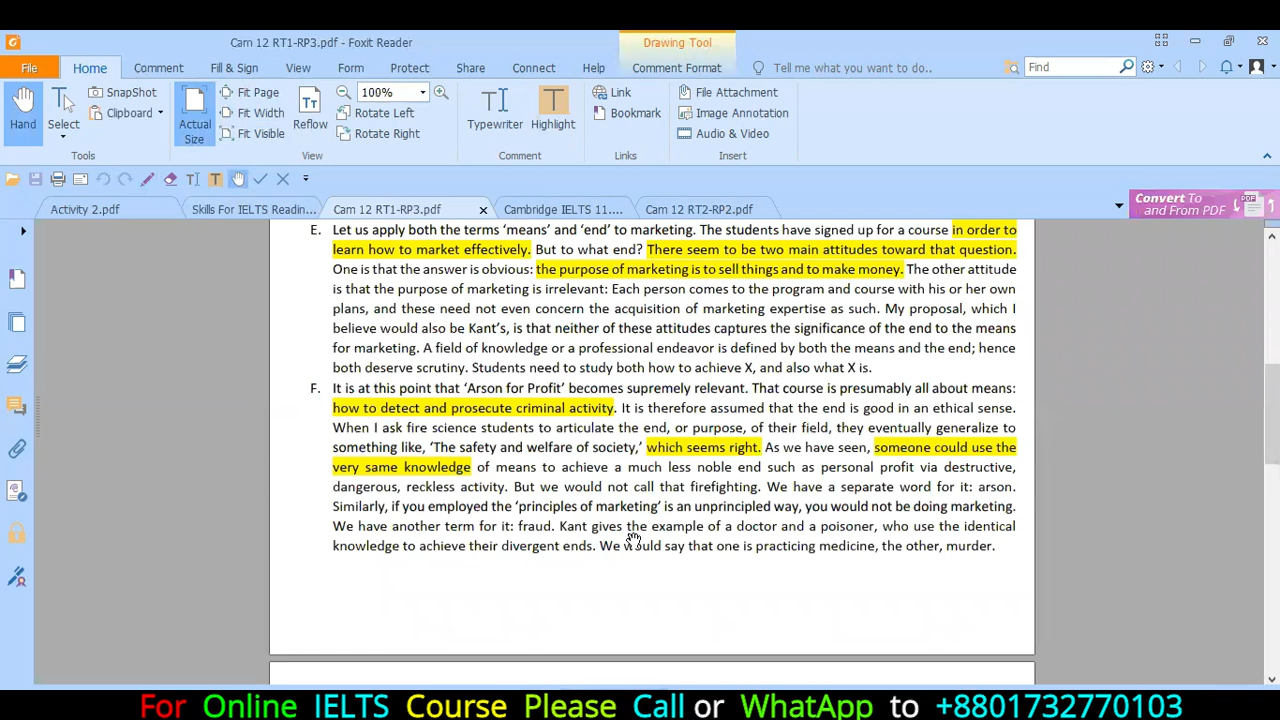 Cam 12 RT1-RP3.pdf - Foxit Reader
Drawing Tool
File Home Comment Fill & Sign View Form Protect Share Connect Help Comment Format Tell me what you want to do.. Find
Hand
Select
SnapShot
Clipboard
Actual Size
Fit Page
Fit Width
Fit Visible
Reflow
100%
Rotate Left
Rotate Right
Typewriter
Highlight
Link
Bookmark
File Attachment
Image Annotation
Audio & Video
Tools View Comment Links Insert
Activity 2.pdf Skills For IELTS Readin... Cam 12 RT1-RP3.pdf Cambridge IELTS 11.... Cam 12 RT2-RP2.pdf
Convert To
and From PDF
E. Let us apply both the terms ‘means’ and ‘end’ to marketing. The students have signed up for a course in order to
learn how to market effectively. But to what end? There seem to be two main attitudes toward that question.
One is that the answer is obvious: the purpose of marketing is to sell things and to make money. The other attitude
is that the purpose of marketing is irrelevant: Each person comes to the program and course with his or her own
plans, and these need not even concern the acquisition of marketing expertise as such. My proposal, which I
believe would also be Kant’s, is that neither of these attitudes captures the significance of the end to the means
for marketing. A field of knowledge or a professional endeavor is defined by both the means and the end; hence
both deserve scrutiny. Students need to study both how to achieve X, and also what X is.
F. It is at this point that ‘Arson for Profit’ becomes supremely relevant. That course is presumably all about means:
how to detect and prosecute criminal activity. It is therefore assumed that the end is good in an ethical sense.
When I ask fire science students to articulate the end, or purpose, of their field, they eventually generalize to
something like, ‘The safety and welfare of society,’ which seems right. As we have seen, someone could use the
very same knowledge of means to achieve a much less noble end such as personal profit via destructive,
dangerous, reckless activity. But we would not call that firefighting. We have a separate word for it: arson.
Similarly, if you employed the ‘principles of marketing’ is an unprincipled way, you would not be doing marketing.
We have another term for it: fraud. Kant gives the example of a doctor and a poisoner, who use the identical
knowledge to achieve their divergent ends. We would say that one is practicing medicine, the other, murder.
For Online IELTS Course Please Call or WhatApp to +8801732770103